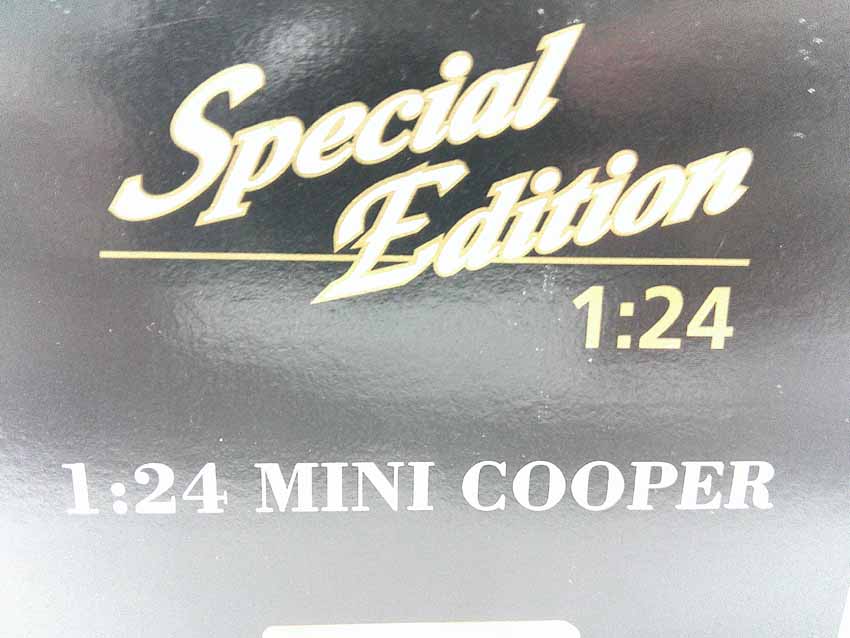 Special
Edition
1:24
1:24 MINI COOPER